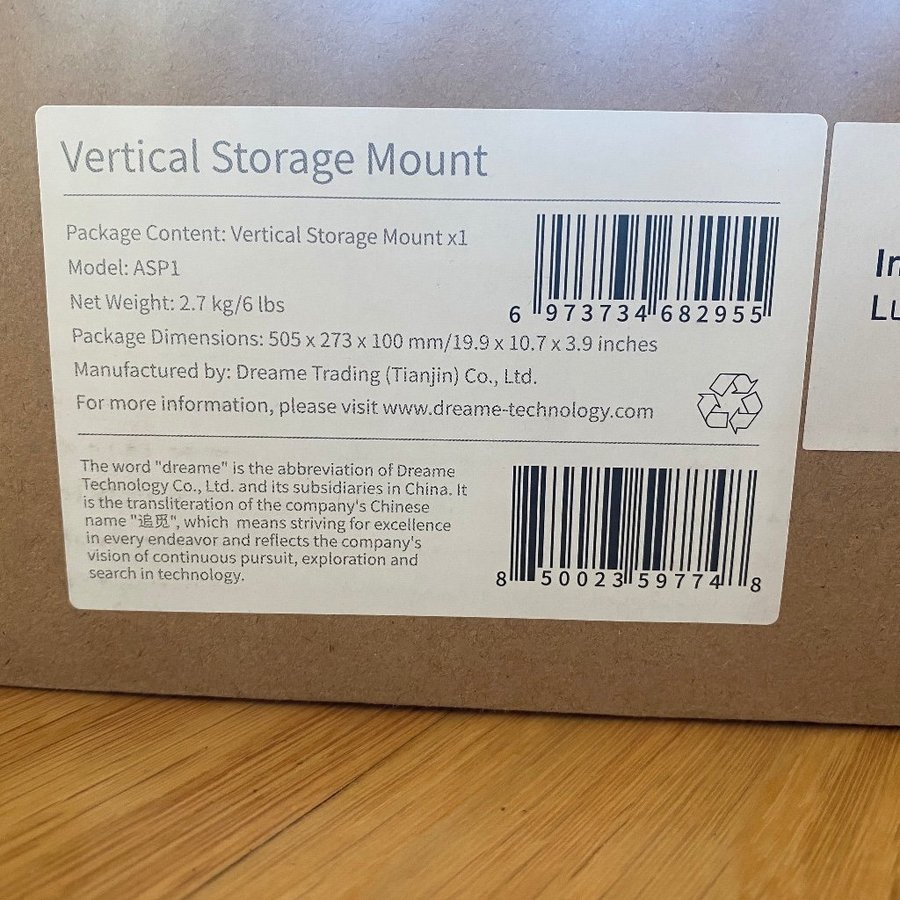 Vertical Storage Mount
Package Content: Vertical Storage Mount x1
Model: ASP1
Net Weight: 2.7 kg/6 lbs
Package Dimensions: 505 x 273 x 100 mm/19.9 x 10.7 x 3.9 inches
Manufactured by: Dreame Trading (Tianjin) Co., Ltd.
For more information, please visit www.dreame-technology.com
6 973734 682955
The word "dreame" is the abbreviation of Dreame
Technology Co., Ltd. and its subsidiaries in China. It
is the transliteration of the company's Chinese
name "追觅", which means striving for excellence
in every endeavor and reflects the company's
vision of continuous pursuit, exploration and
search in technology.
8 50023 59774 8